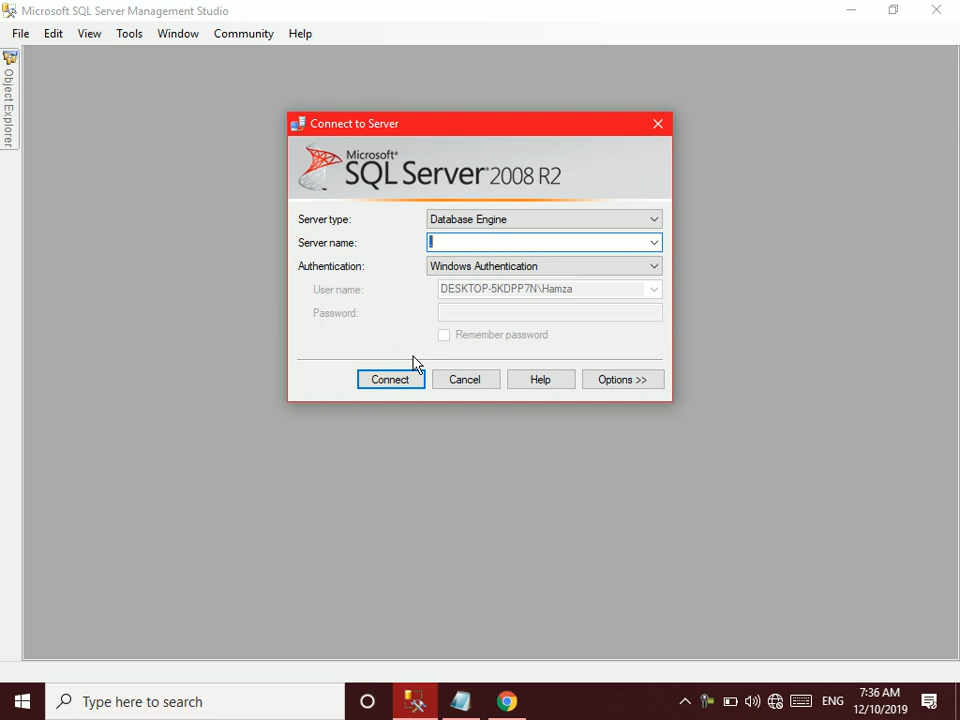 Microsoft SQL Server Management Studio
File Edit View Tools Window Community Help
Object Explorer
Connect to Server
Microsoft®
SQL Server® 2008 R2
Server type: Database Engine
Server name: .
Authentication: Windows Authentication
User name: DESKTOP-5KDPP7N\Hamza
Password:
Remember password
Connect Cancel Help Options >>
Type here to search
ENG
7:36 AM
12/10/2019